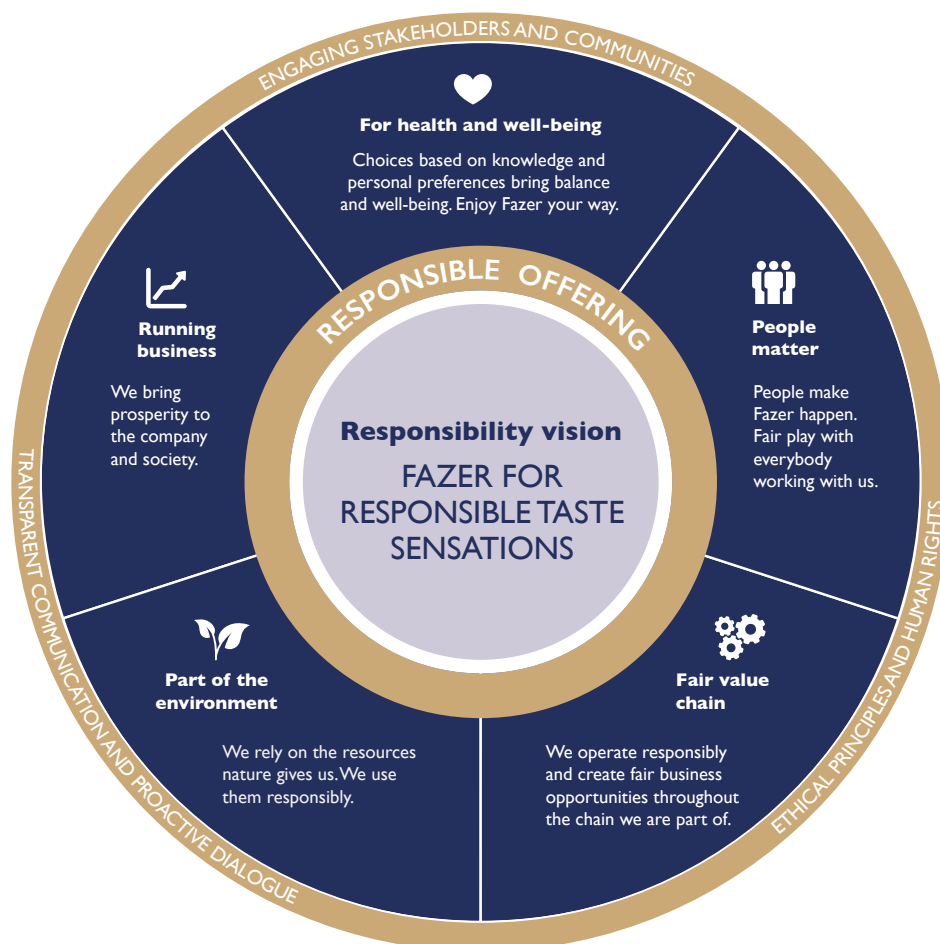 ENGAGING STAKEHOLDERS AND COMMUNITIES
For health and well-being
Choices based on knowledge and
personal preferences bring balance
and well-being. Enjoy Fazer your way.
RESPONSIBLE OFFERING
Running
business
We bring
prosperity to
the company
and society.
People
matter
People make
Fazer happen.
Fair play with
everybody
working with us.
Responsibility vision
FAZER FOR
RESPONSIBLE TASTE
SENSATIONS
Part of the
environment
We rely on the resources
nature gives us. We use
them responsibly.
Fair value
chain
We operate responsibly
and create fair business
opportunities throughout
the chain we are part of.
TRANSPARENT COMMUNICATION AND PROACTIVE DIALOGUE
ETHICAL PRINCIPLES AND HUMAN RIGHTS